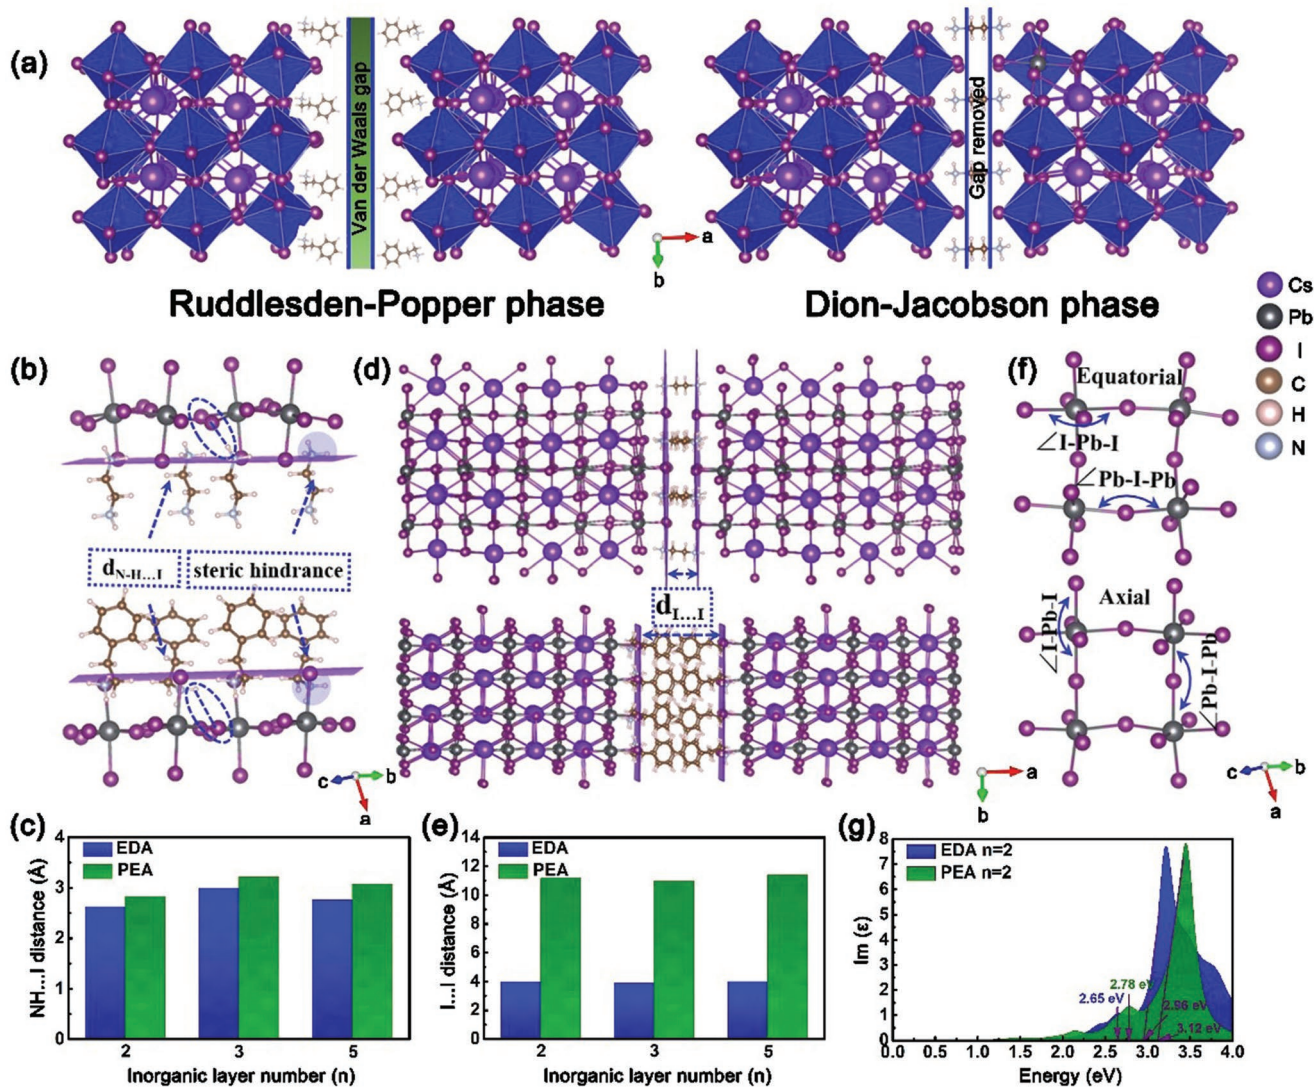 (a)
Van der Waals gap
Gap removed
a
b
Ruddlesden-Popper phase
Dion-Jacobson phase
Cs
Pb
I
C
H
N
(b)
d_N-H...I
steric hindrance
c
b
a
(d)
d_I...I
a
b
(f)
Equatorial
∠I-Pb-I
∠Pb-I-Pb
Axial
∠I-Pb-I
∠Pb-I-Pb
c
b
a
(c)
EDA
PEA
NH...I distance (Å)
4
3
2
1
0
2
3
5
Inorganic layer number (n)
(e)
EDA
PEA
I...I distance (Å)
14
12
10
8
6
4
2
0
2
3
5
Inorganic layer number (n)
(g)
EDA n=2
PEA n=2
Im (ε)
8
7
6
5
4
3
2
1
0
2.78 eV
2.65 eV
2.96 eV
3.12 eV
0.0 0.5 1.0 1.5 2.0 2.5 3.0 3.5 4.0
Energy (eV)